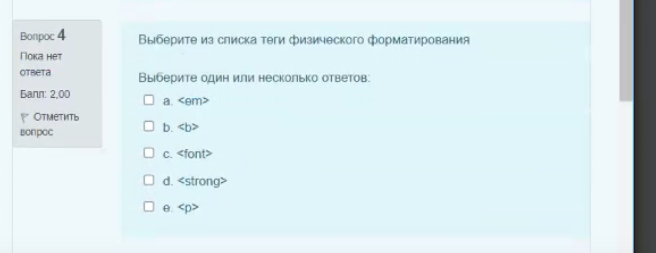 Вопрос 4
Пока нет
ответа
Балл: 2,00
Отметить
вопрос
Выберите из списка теги физического форматирования
Выберите один или несколько ответов:
a. <em>
b. <b>
c. <font>
d. <strong>
e. <p>